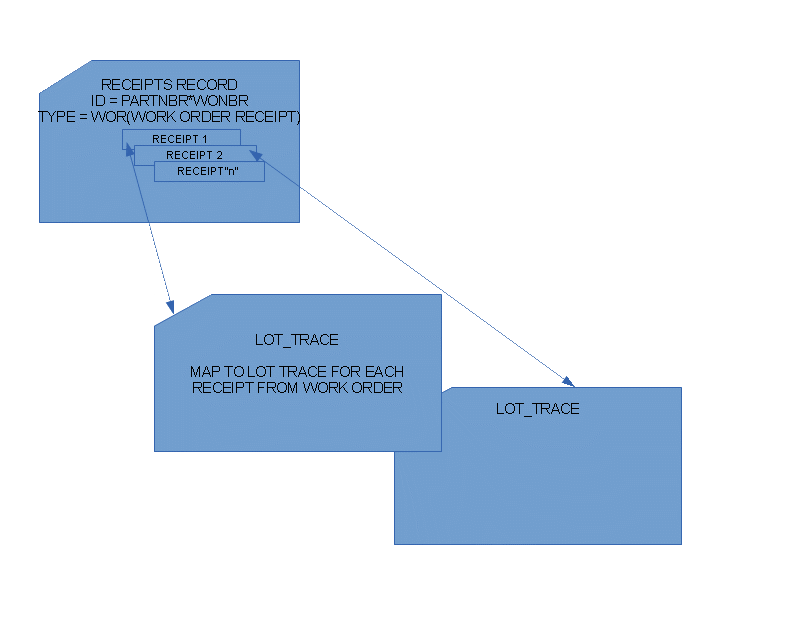 RECEIPTS RECORD
ID = PARTNBR*WONBR
TYPE = WOR(WORK ORDER RECEIPT)
RECEIPT 1
RECEIPT 2
RECEIPT"n"
LOT_TRACE
MAP TO LOT TRACE FOR EACH
RECEIPT FROM WORK ORDER
LOT_TRACE